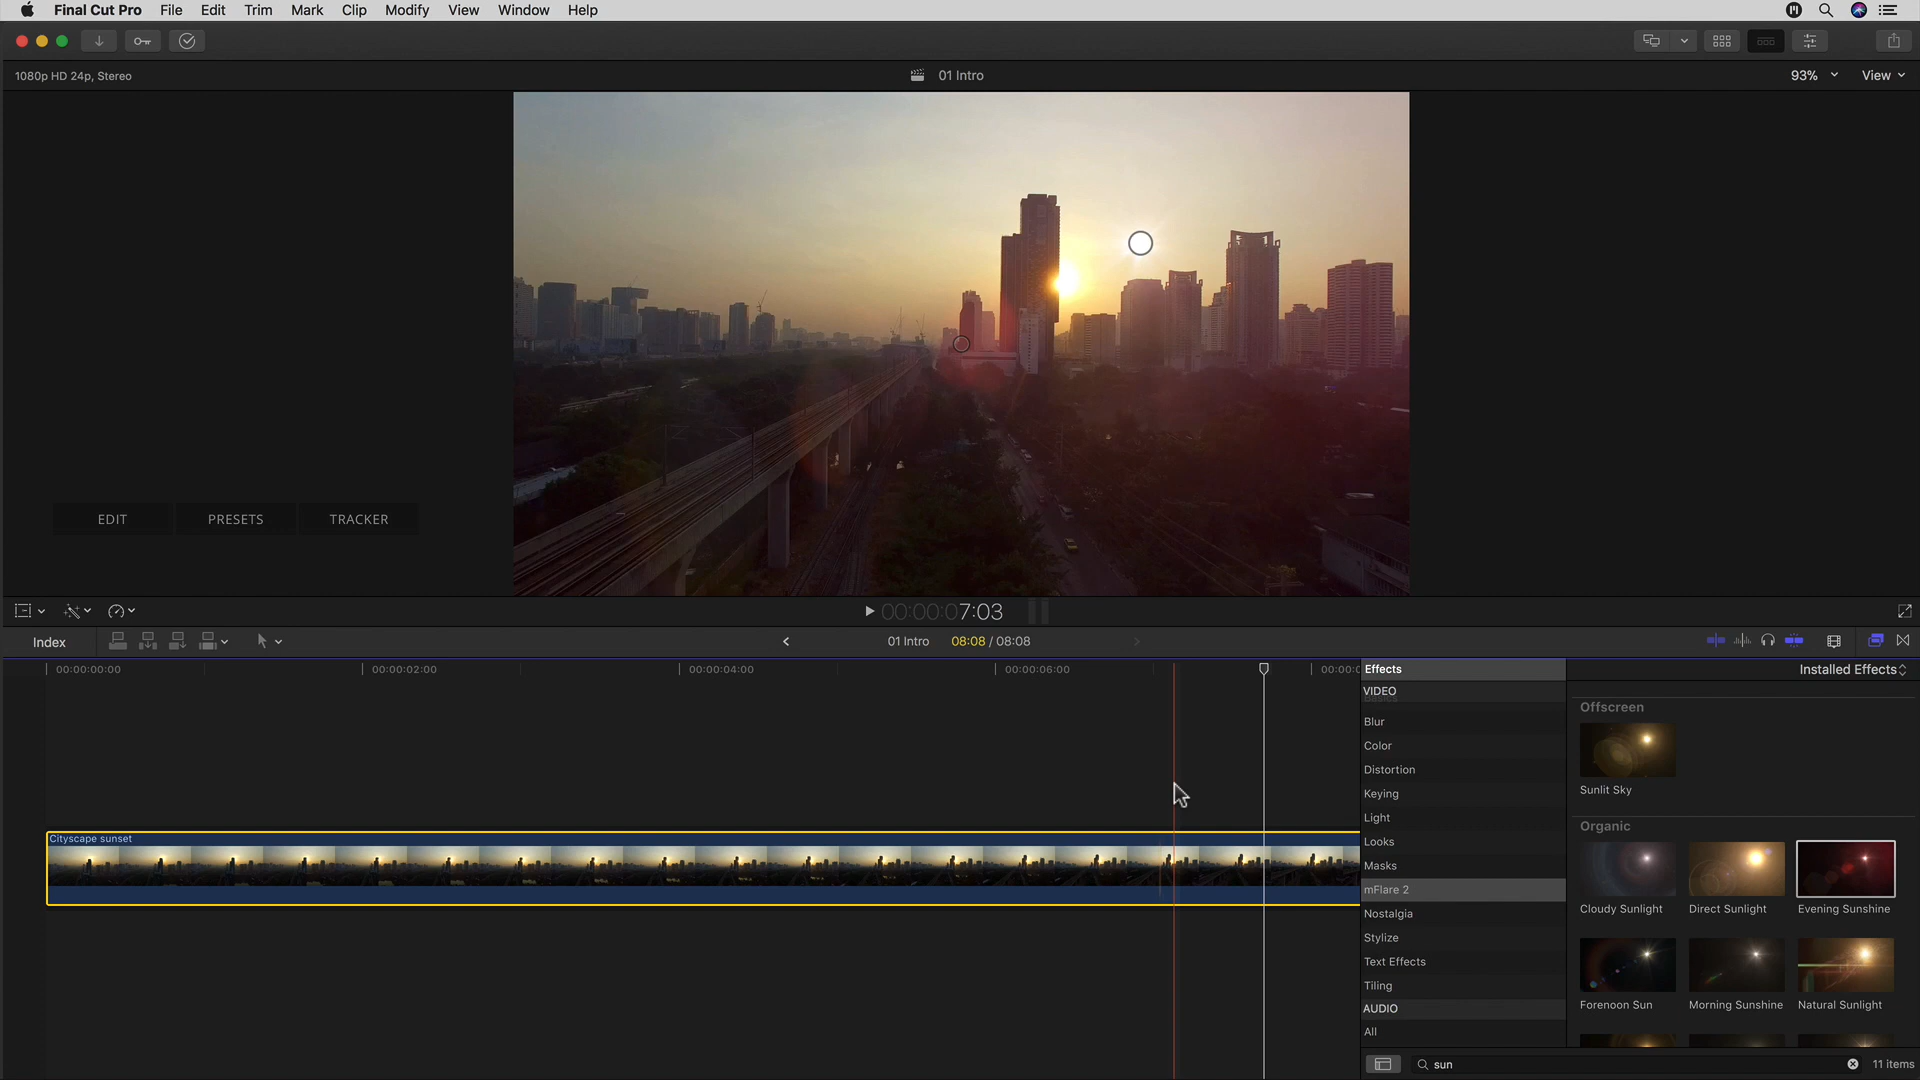 Final Cut Pro File Edit Trim Mark Clip Modify View Window Help
1080p HD 24p, Stereo
01 Intro
93%
View
EDIT
PRESETS
TRACKER
00:00:07:03
Index
01 Intro
08:08 / 08:08
00:00:00:00
00:00:02:00
00:00:04:00
00:00:06:00
00:00:0
Cityscape sunset
Effects
VIDEO
Basics
Blur
Color
Distortion
Keying
Light
Looks
Masks
mFlare 2
Nostalgia
Stylize
Text Effects
Tiling
AUDIO
All
Installed Effects
Offscreen
Sunlit Sky
Organic
Cloudy Sunlight
Direct Sunlight
Evening Sunshine
Forenoon Sun
Morning Sunshine
Natural Sunlight
sun
11 items